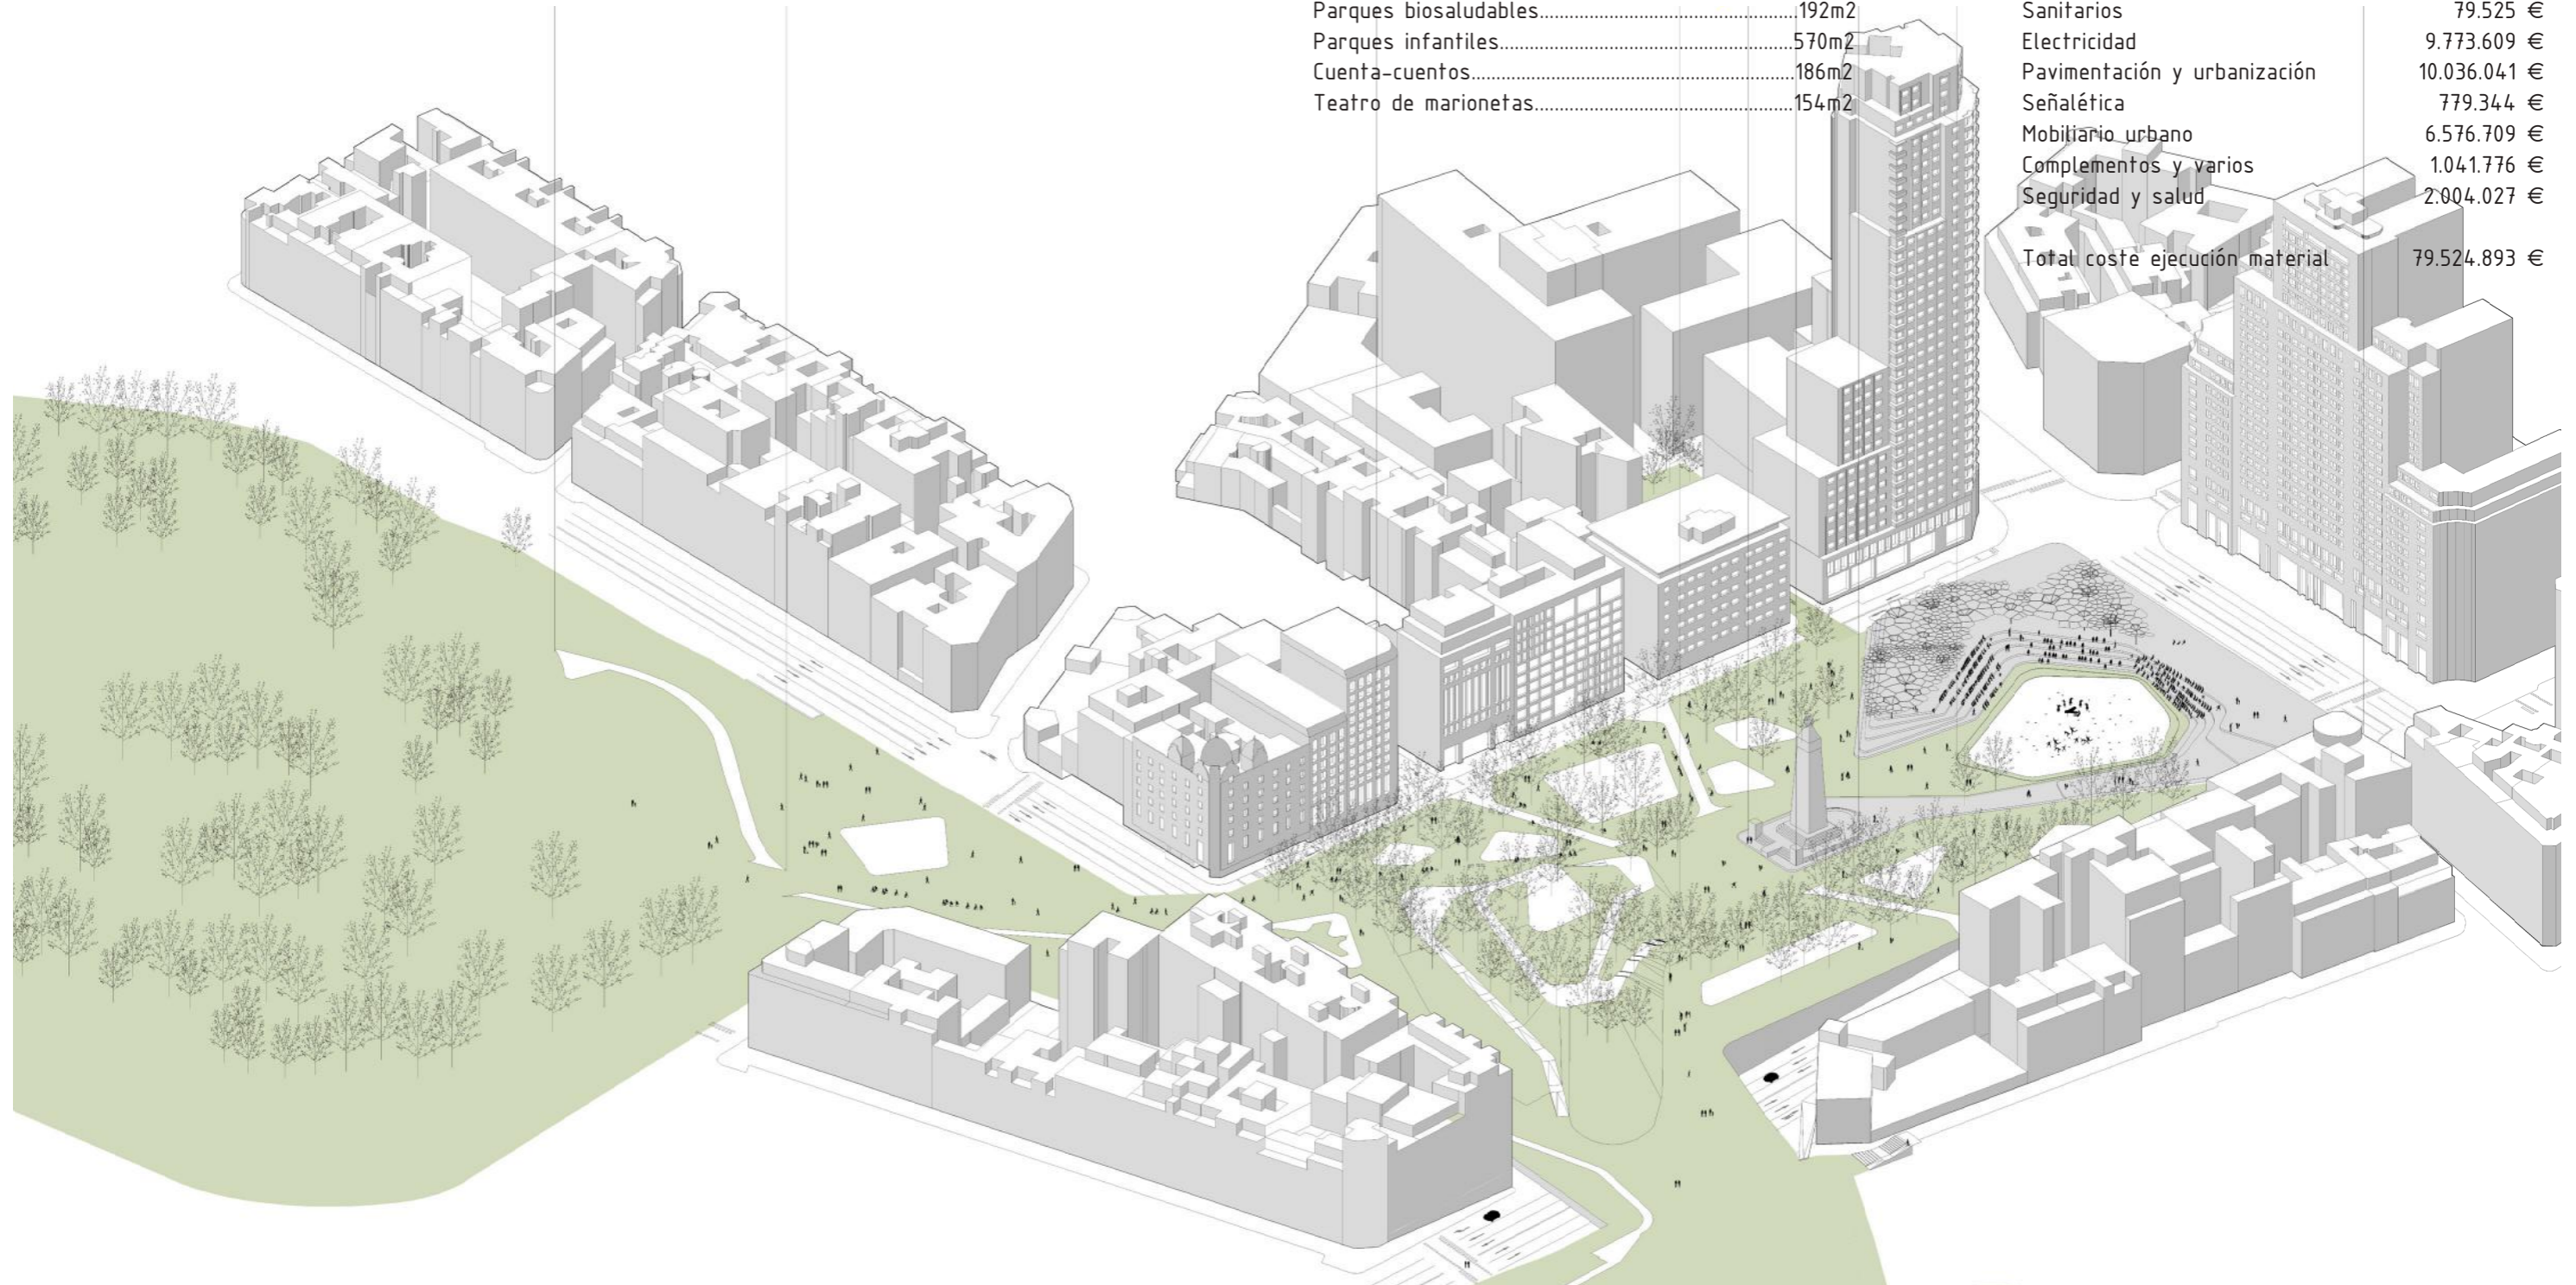 Parques biosaludables..............................................................192m2
Parques infantiles.......................................................................570m2
Cuenta-cuentos..............................................................................186m2
Teatro de marionetas..............................................................154m2
Sanitarios 79.525 €
Electricidad 9.773.609 €
Pavimentación y urbanización 10.036.041 €
Señalética 779.344 €
Mobiliario urbano 6.576.709 €
Complementos y varios 1.041.776 €
Seguridad y salud 2.004.027 €
Total coste ejecución material 79.524.893 €